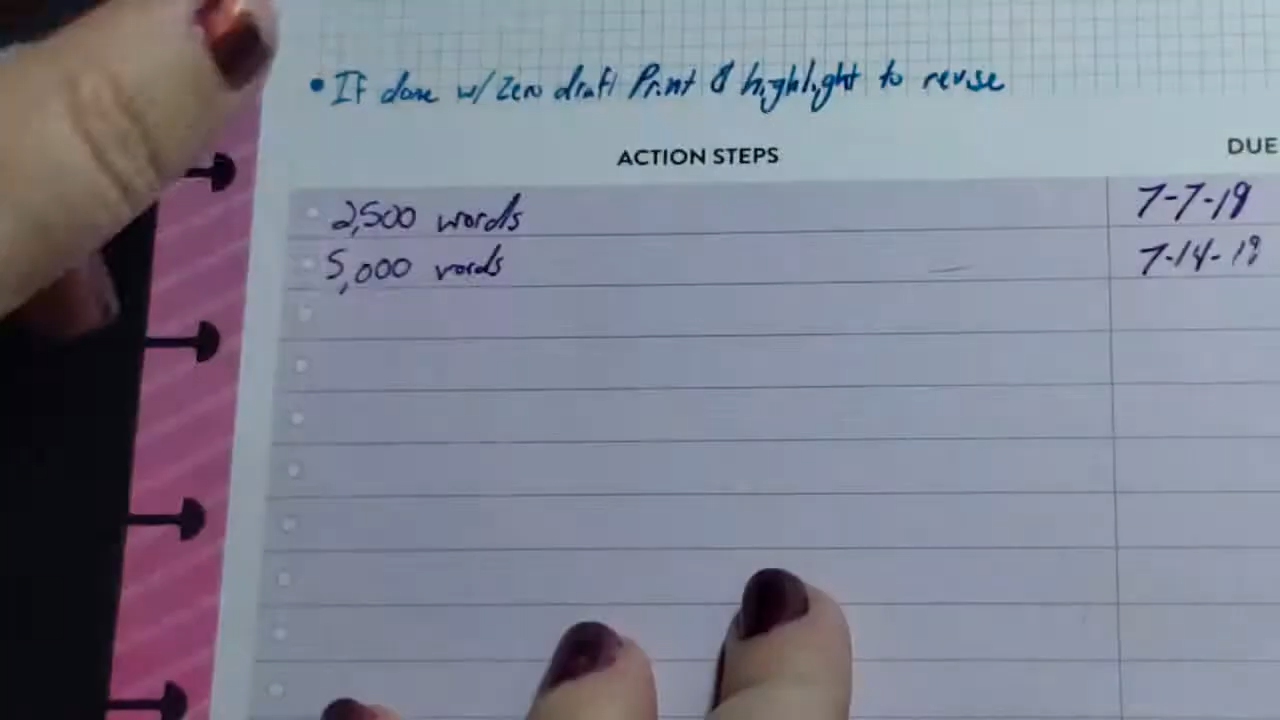 • If done w/ Zero draft Print & highlight to revise
ACTION STEPS
DUE
2,500 words
7-7-19
5,000 words
7-14-19